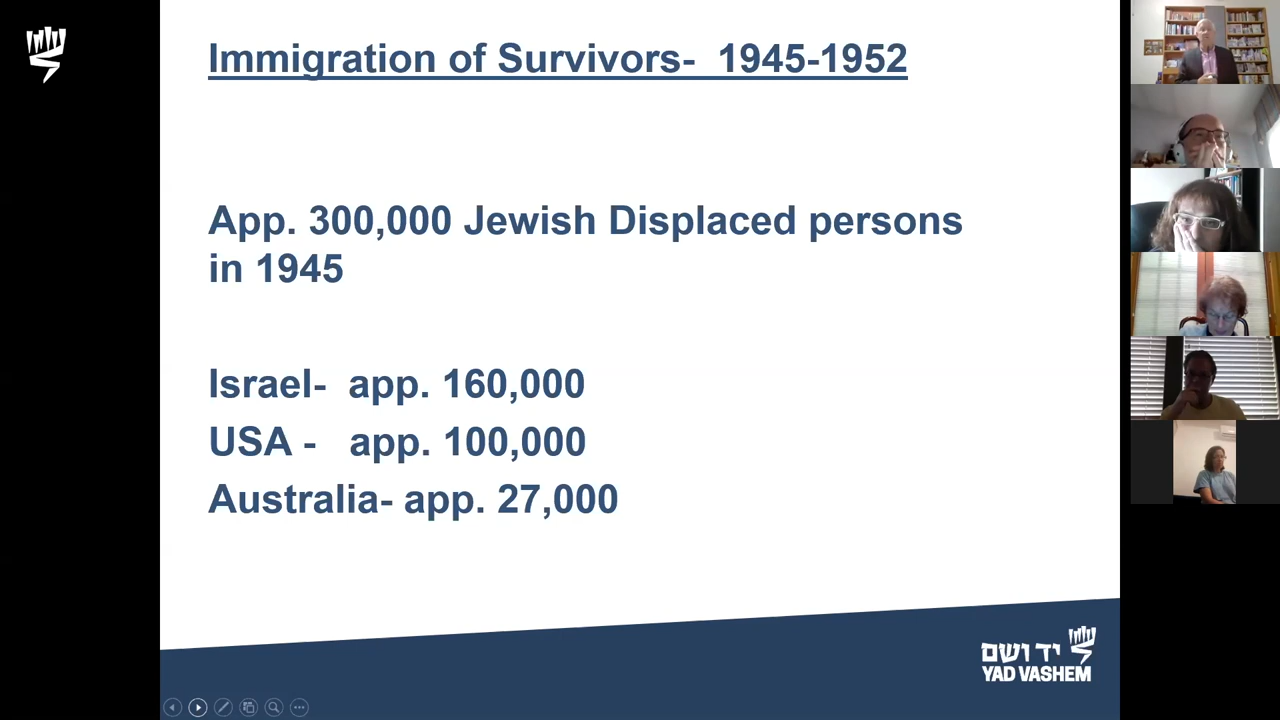 Immigration of Survivors-  1945-1952
App. 300,000 Jewish Displaced persons
in 1945
Israel-  app. 160,000
USA -   app. 100,000
Australia- app. 27,000
יד ושם
YAD VASHEM